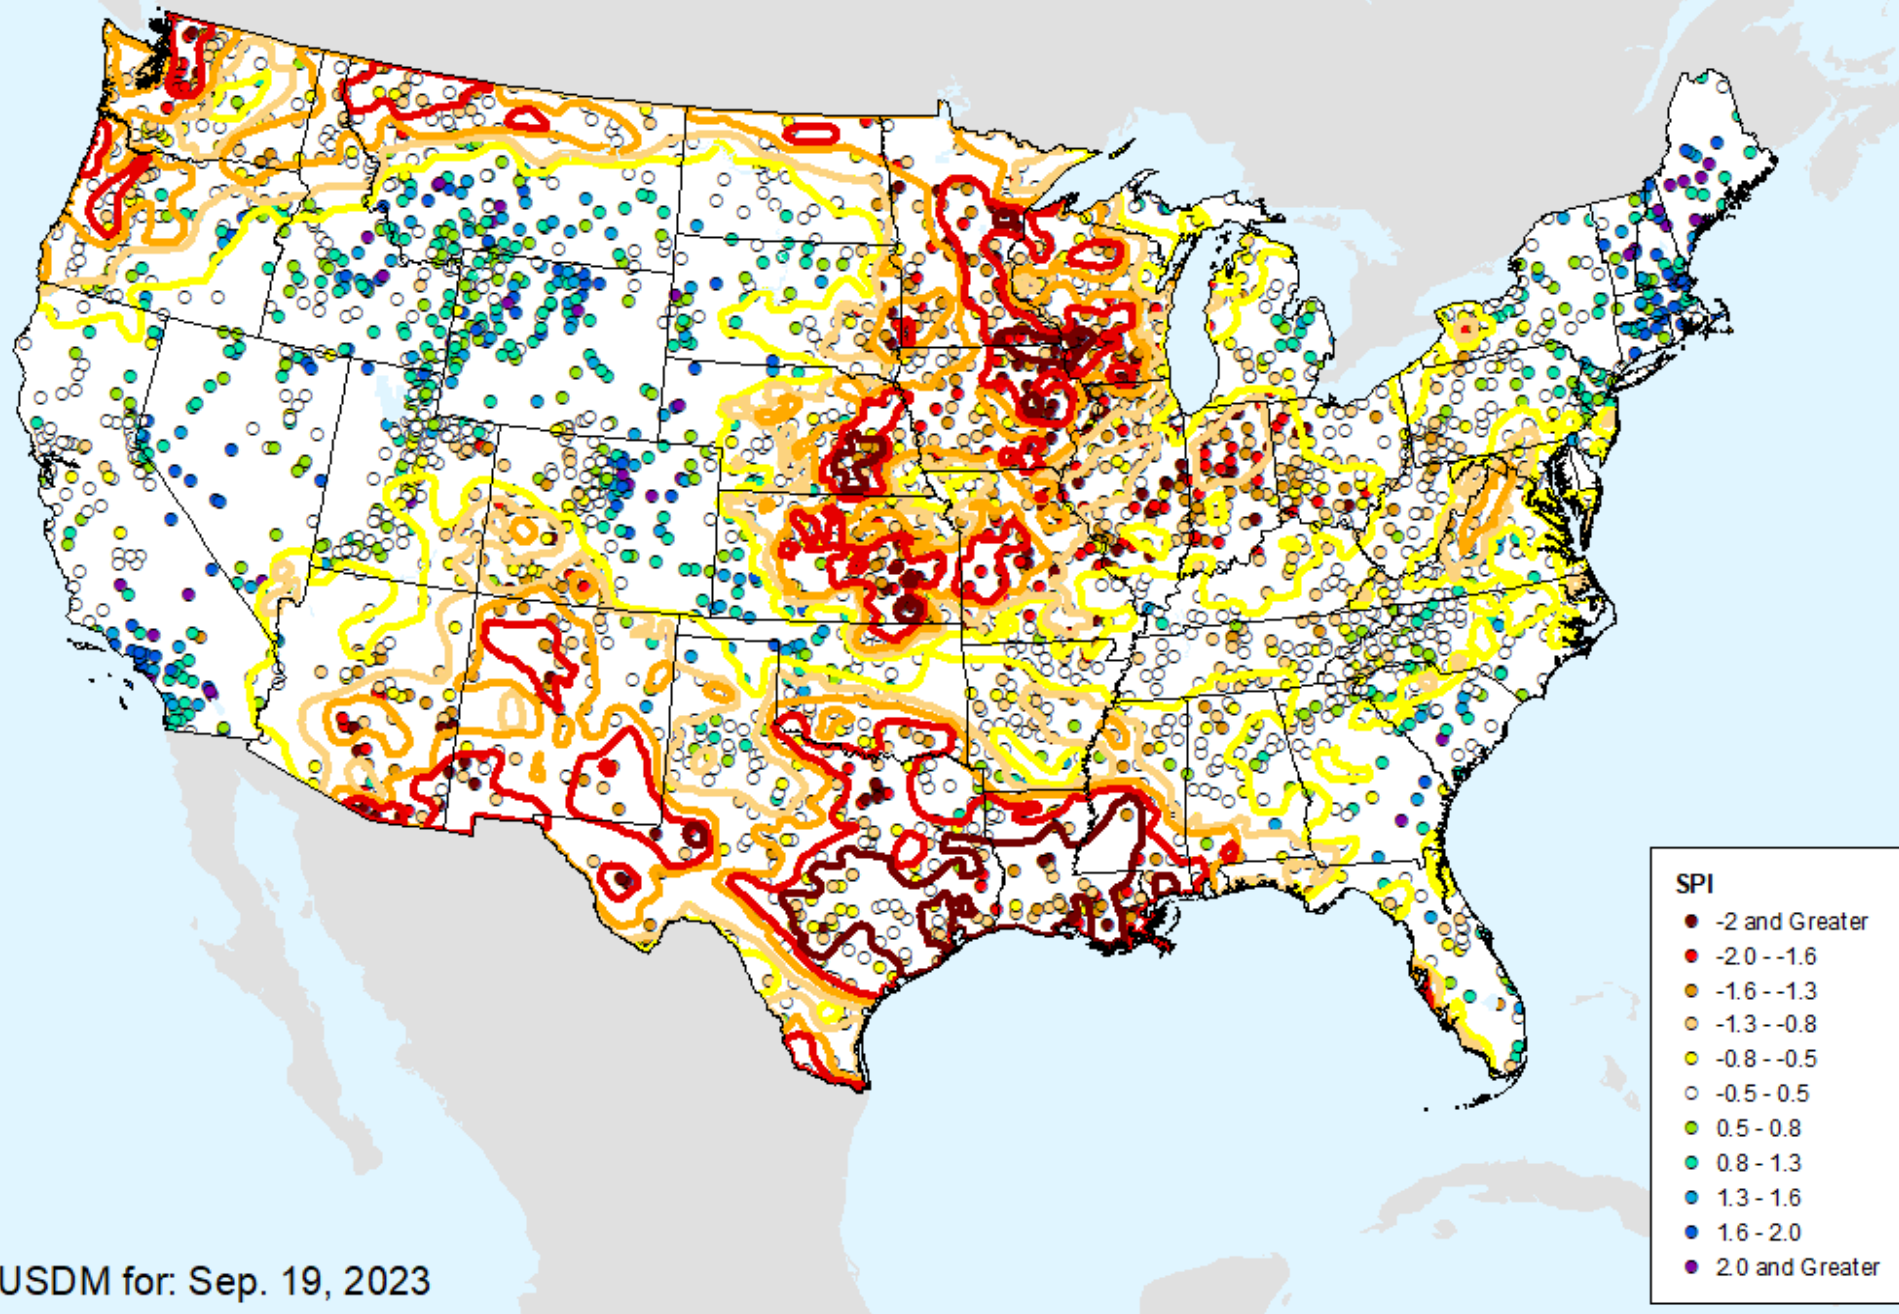 SPI
-2 and Greater
-2.0 - -1.6
-1.6 - -1.3
-1.3 - -0.8
-0.8 - -0.5
-0.5 - 0.5
0.5 - 0.8
0.8 - 1.3
1.3 - 1.6
1.6 - 2.0
2.0 and Greater
USDM for: Sep. 19, 2023